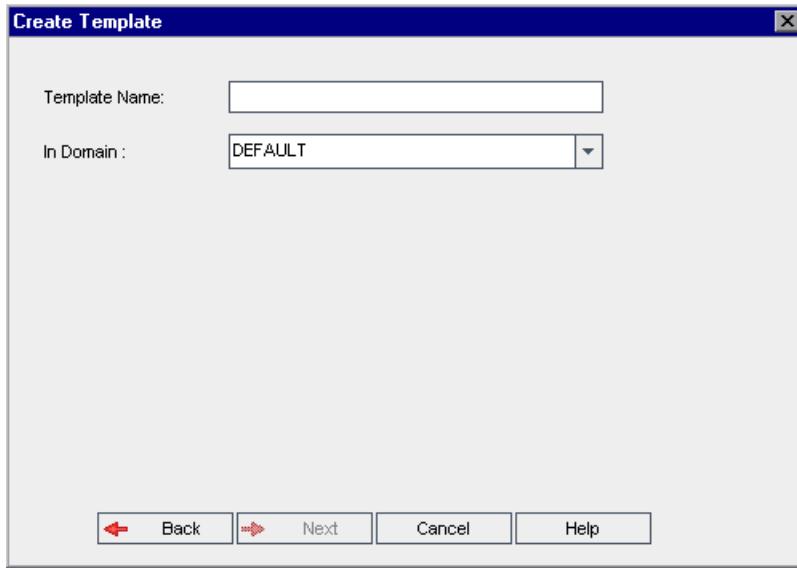 Create Template
Template Name:
In Domain :
DEFAULT
Back
Next
Cancel
Help